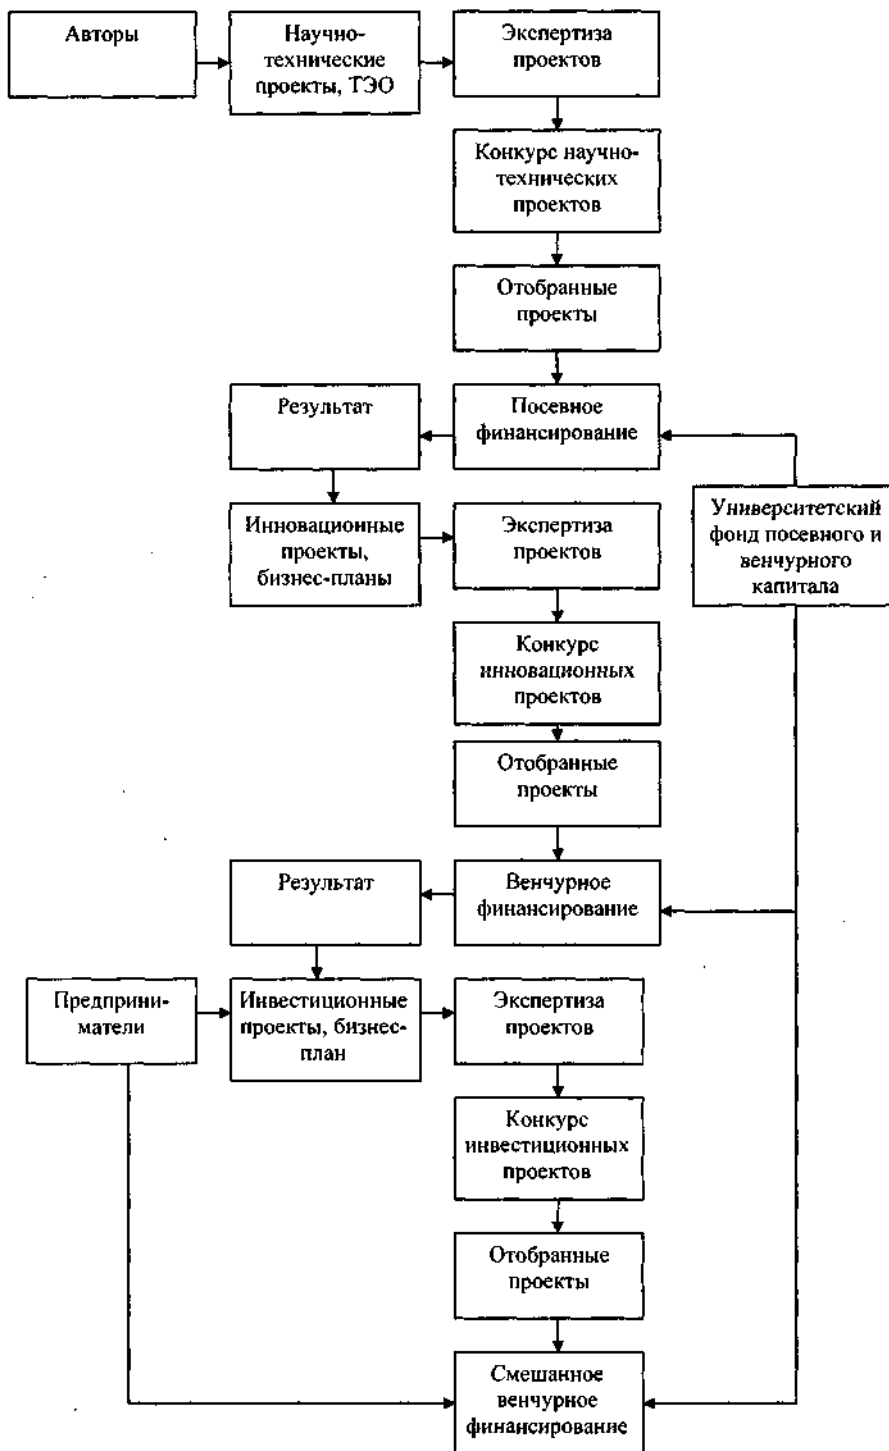 Авторы
Научно-
технические
проекты, ТЭО
Экспертиза
проектов
Конкурс научно-
технических
проектов
Отобранные
проекты
Результат
Посевное
финансирование
Университетский
фонд посевного и
венчурного
капитала
Инновационные
проекты,
бизнес-планы
Экспертиза
проектов
Конкурс
инновационных
проектов
Отобранные
проекты
Результат
Венчурное
финансирование
Предприни-
матели
Инвестиционные
проекты, бизнес-
план
Экспертиза
проектов
Конкурс
инвестиционных
проектов
Отобранные
проекты
Смешанное
венчурное
финансирование